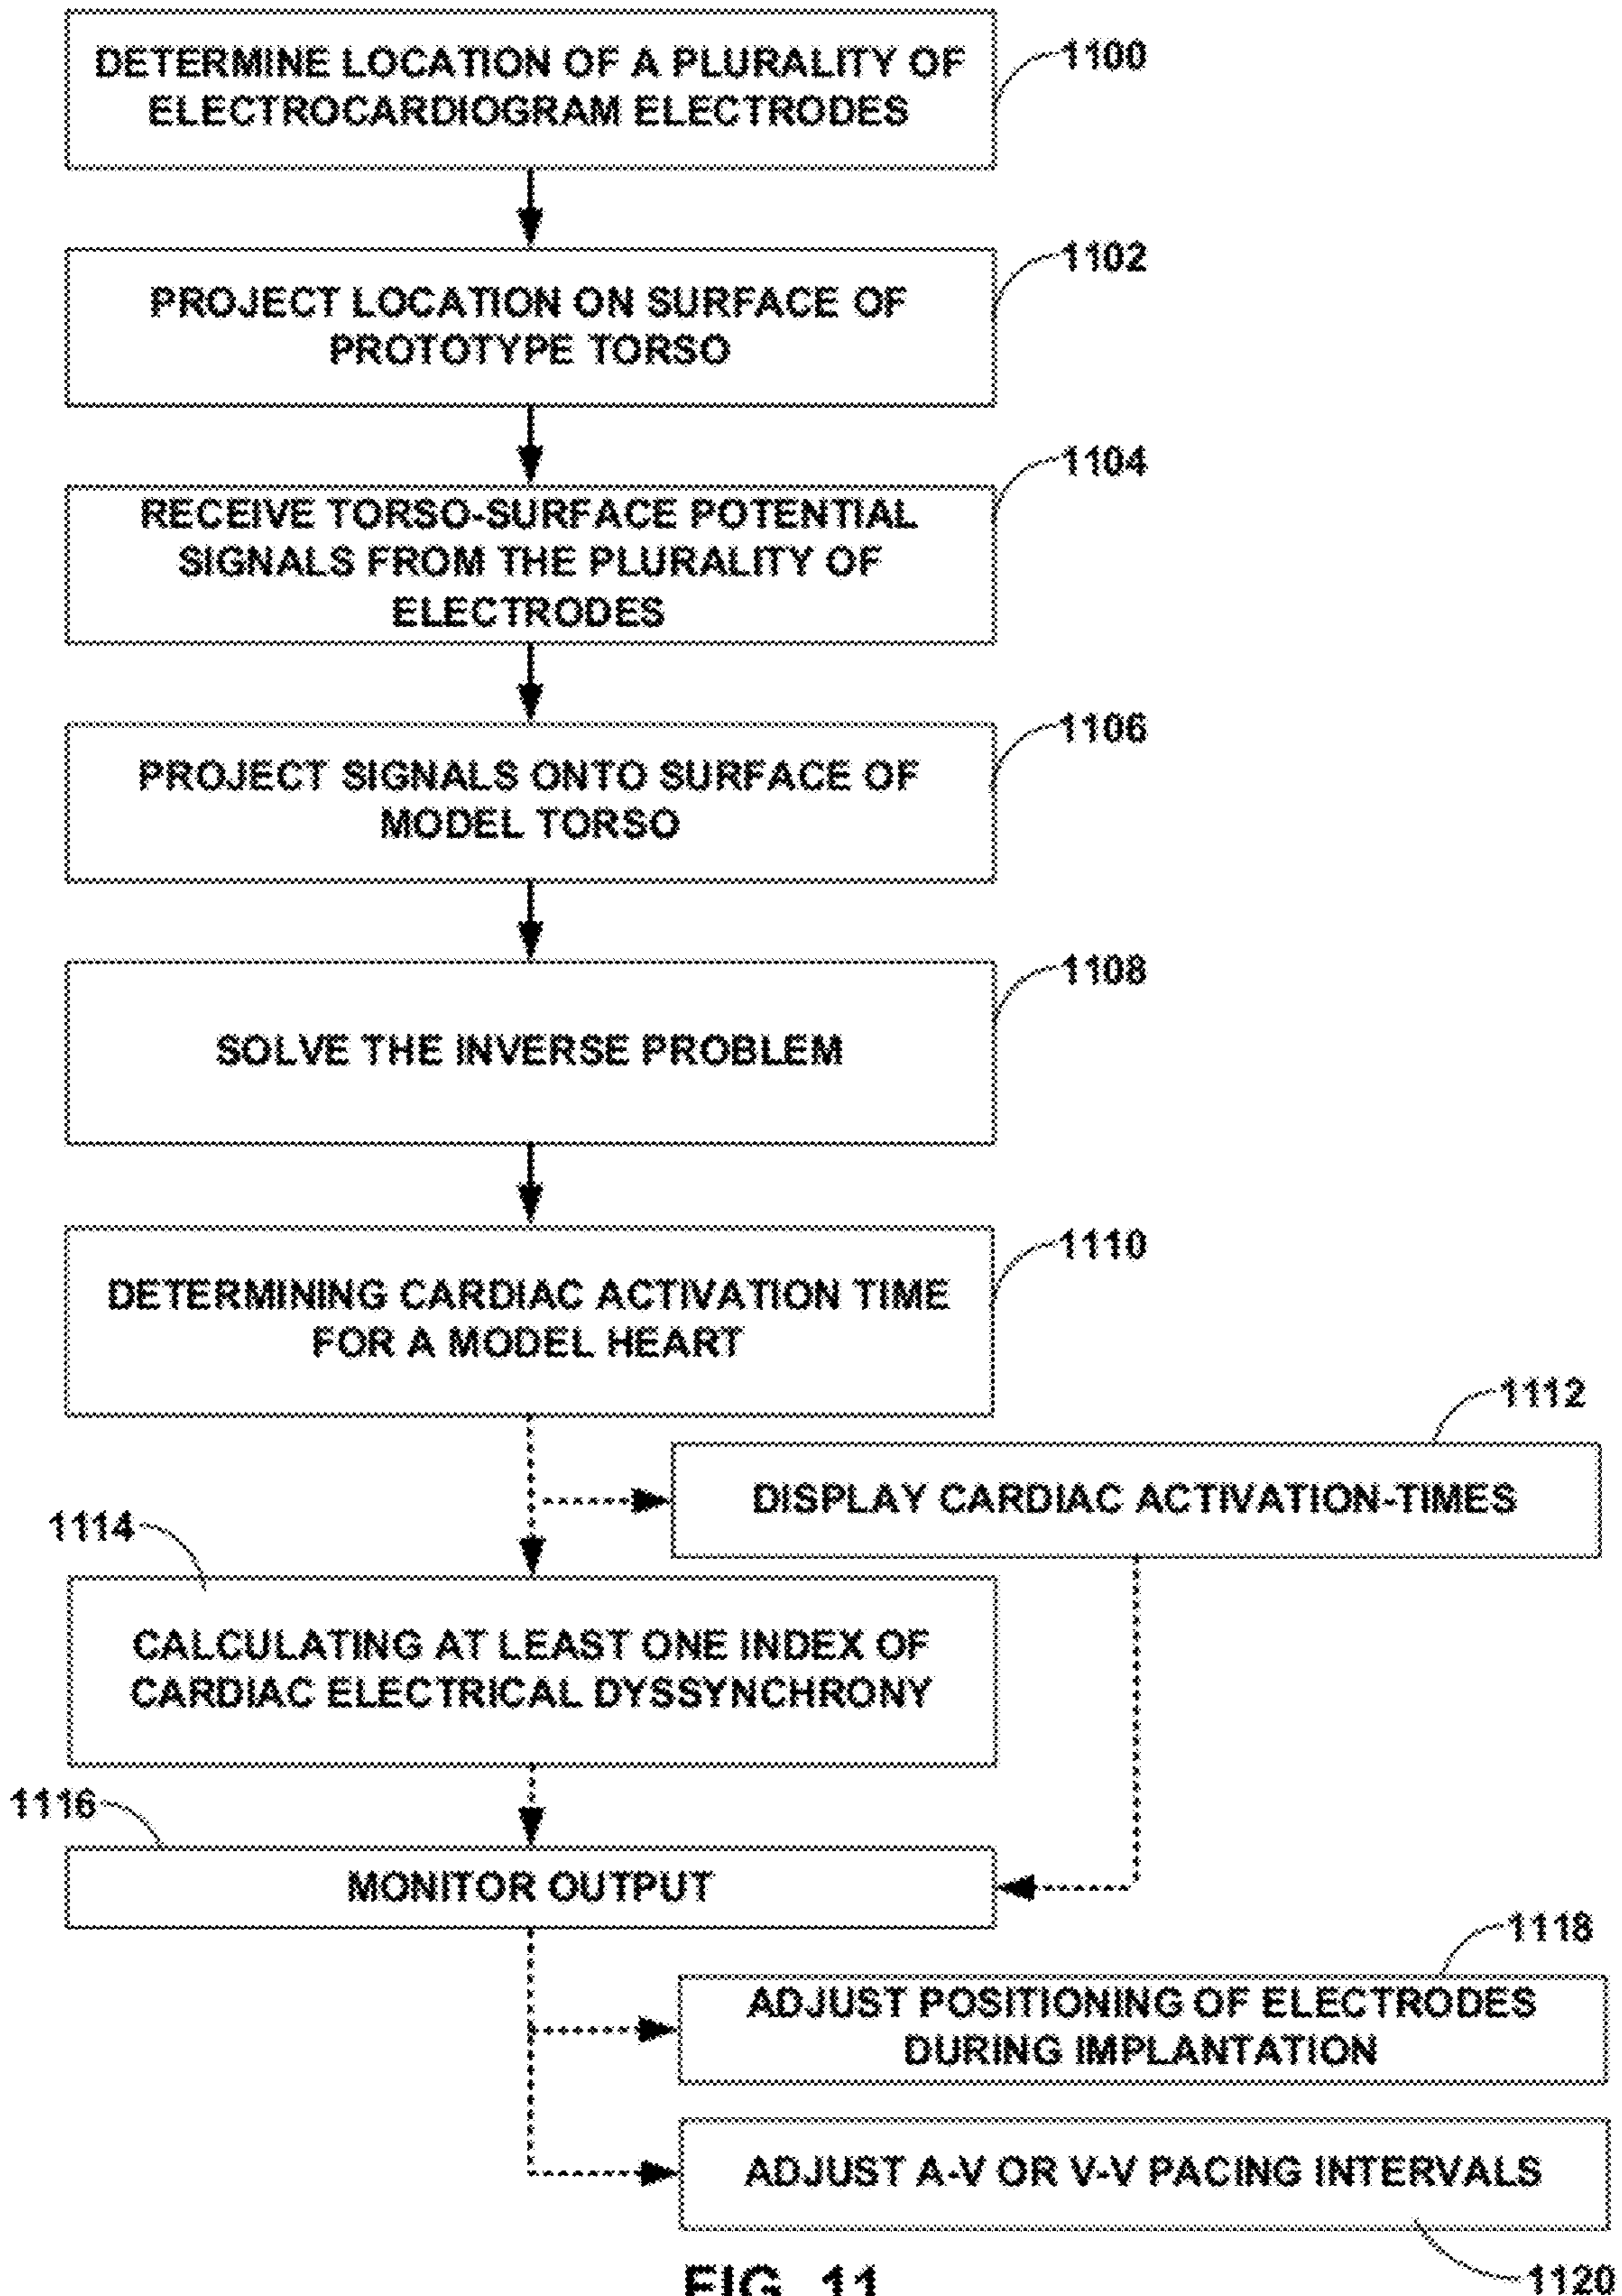 DETERMINE LOCATION OF A PLURALITY OF
ELECTROCARDIOGRAM ELECTRODES
1100
PROJECT LOCATION ON SURFACE OF
PROTOTYPE TORSO
1102
RECEIVE TORSO-SURFACE POTENTIAL
SIGNALS FROM THE PLURALITY OF
ELECTRODES
1104
PROJECT SIGNALS ONTO SURFACE OF
MODEL TORSO
1106
SOLVE THE INVERSE PROBLEM
1108
DETERMINING CARDIAC ACTIVATION TIME
FOR A MODEL HEART
1110
DISPLAY CARDIAC ACTIVATION-TIMES
1112
1114
CALCULATING AT LEAST ONE INDEX OF
CARDIAC ELECTRICAL DYSSYNCHRONY
1116
MONITOR OUTPUT
1118
ADJUST POSITIONING OF ELECTRODES
DURING IMPLANTATION
ADJUST A-V OR V-V PACING INTERVALS
1120
FIG. 11